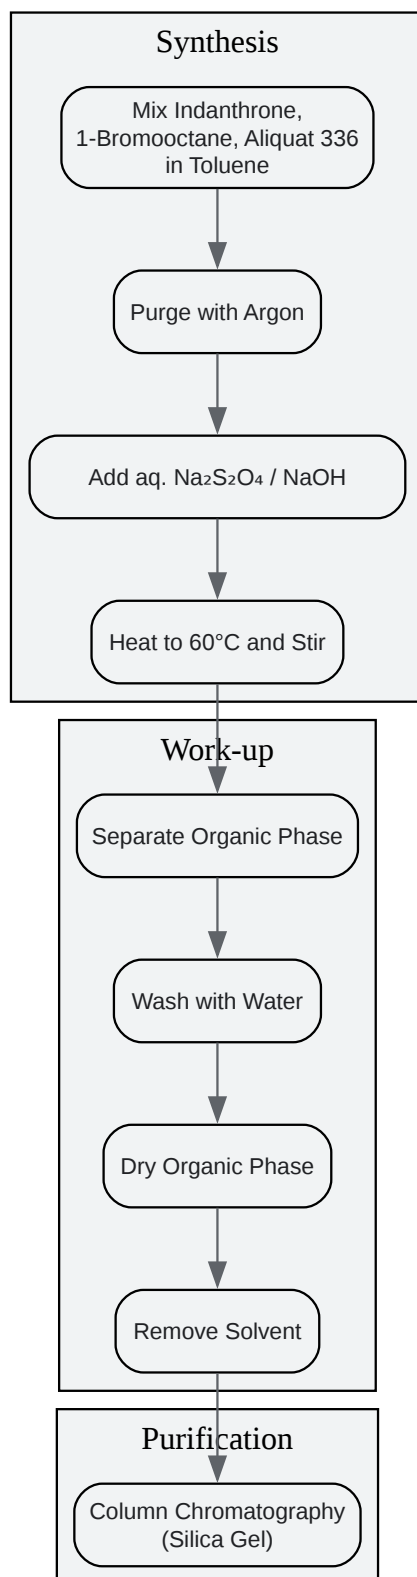 Synthesis
Mix Indanthrone,
1-Bromooctane, Aliquat 336
in Toluene
Purge with Argon
Add aq. Na₂S₂O₄ / NaOH
Heat to 60°C and Stir
Work-up
Separate Organic Phase
Wash with Water
Dry Organic Phase
Remove Solvent
Purification
Column Chromatography
(Silica Gel)